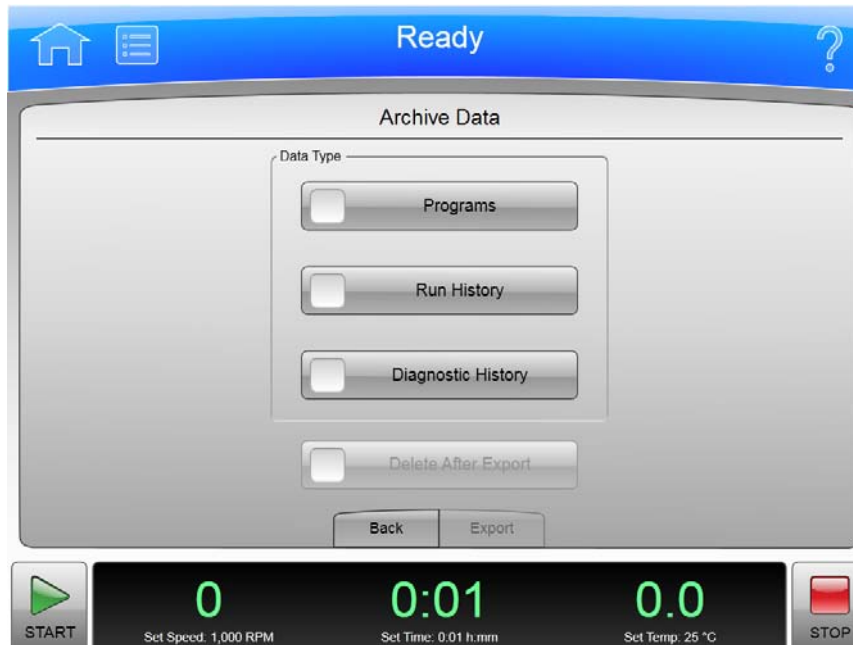 Ready
Archive Data
Data Type
Programs
Run History
Diagnostic History
Delete After Export
Back Export
0 0:01 0.0
START Set Speed: 1,000 RPM Set Time: 0:01 h:mm Set Temp: 25 °C STOP